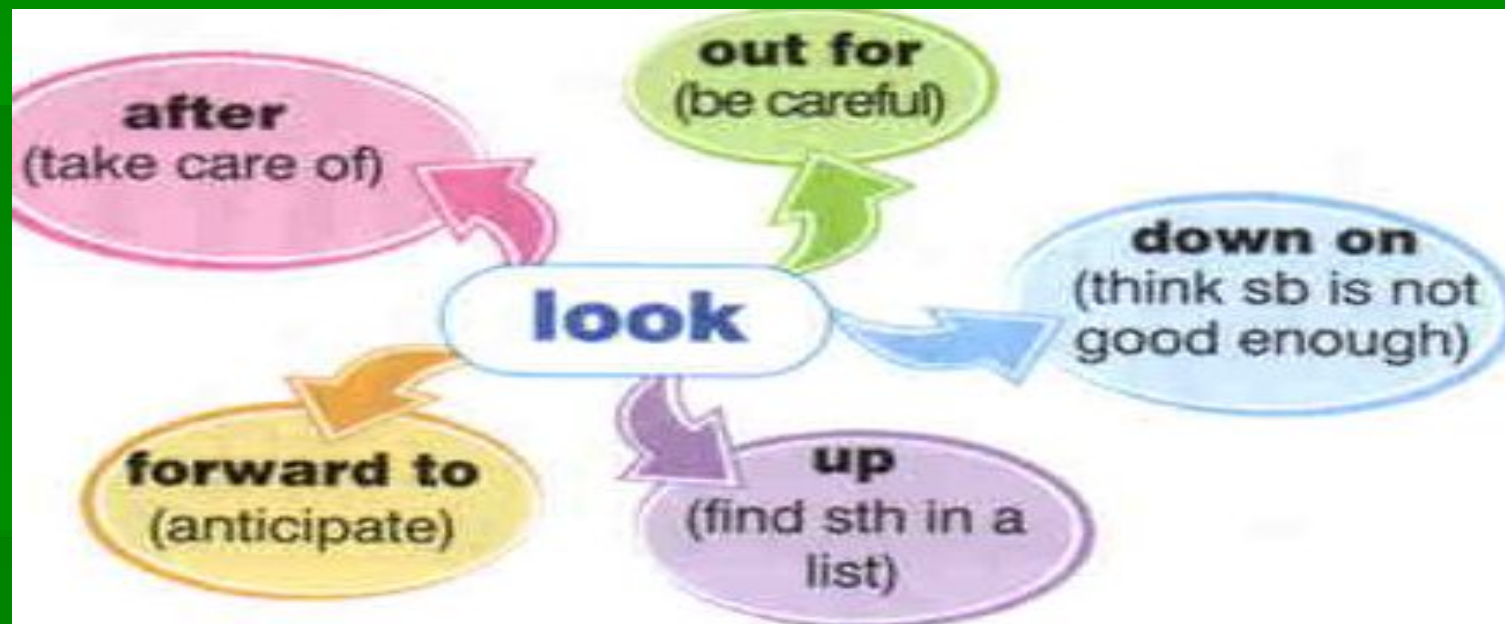 out for
(be careful)
after
(take care of)
down on
(think sb is not
good enough)
look
forward to
(anticipate)
up
(find sth in a
list)